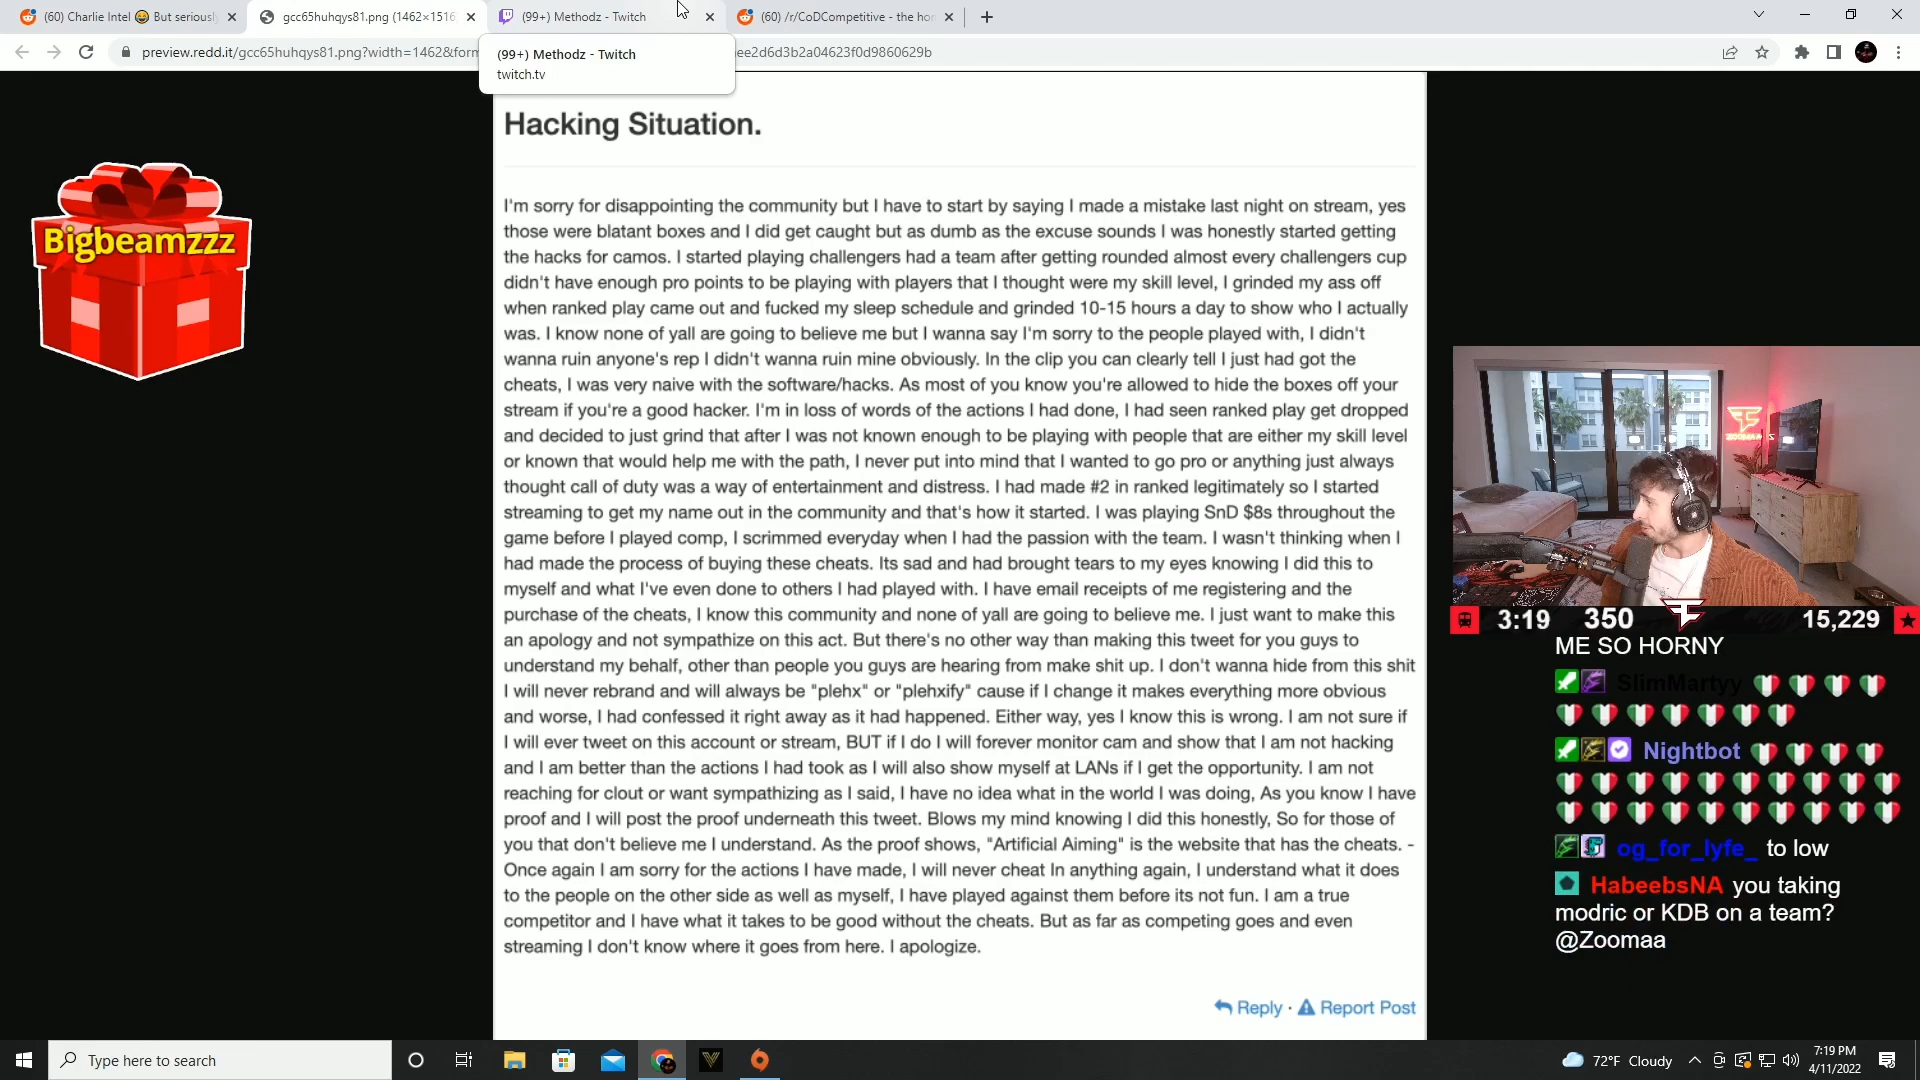 (60) Charlie Intel 😂 But seriously
gcc65huhqys81.png (1462×1516
(99+) Methodz - Twitch
(60) /r/CoDCompetitive - the hor
preview.redd.it/gcc65huhqys81.png?width=1462&form
ee2d6d3b2a04623f0d9860629b
(99+) Methodz - Twitch
twitch.tv
Hacking Situation.
I'm sorry for disappointing the community but I have to start by saying I made a mistake last night on stream, yes
those were blatant boxes and I did get caught but as dumb as the excuse sounds I was honestly started getting
the hacks for camos. I started playing challengers had a team after getting rounded almost every challengers cup
didn't have enough pro points to be playing with players that I thought were my skill level, I grinded my ass off
when ranked play came out and fucked my sleep schedule and grinded 10-15 hours a day to show who I actually
was. I know none of yall are going to believe me but I wanna say I'm sorry to the people played with, I didn't
wanna ruin anyone's rep I didn't wanna ruin mine obviously. In the clip you can clearly tell I just had got the
cheats, I was very naive with the software/hacks. As most of you know you're allowed to hide the boxes off your
stream if you're a good hacker. I'm in loss of words of the actions I had done, I had seen ranked play get dropped
and decided to just grind that after I was not known enough to be playing with people that are either my skill level
or known that would help me with the path, I never put into mind that I wanted to go pro or anything just always
thought call of duty was a way of entertainment and distress. I had made #2 in ranked legitimately so I started
streaming to get my name out in the community and that's how it started. I was playing SnD $8s throughout the
game before I played comp, I scrimmed everyday when I had the passion with the team. I wasn't thinking when I
had made the process of buying these cheats. Its sad and had brought tears to my eyes knowing I did this to
myself and what I've even done to others I had played with. I have email receipts of me registering and the
purchase of the cheats, I know this community and none of yall are going to believe me. I just want to make this
an apology and not sympathize on this act. But there's no other way than making this tweet for you guys to
understand my behalf, other than people you guys are hearing from make shit up. I don't wanna hide from this shit
I will never rebrand and will always be "plehx" or "plehxify" cause if I change it makes everything more obvious
and worse, I had confessed it right away as it had happened. Either way, yes I know this is wrong. I am not sure if
I will ever tweet on this account or stream, BUT if I do I will forever monitor cam and show that I am not hacking
and I am better than the actions I had took as I will also show myself at LANs if I get the opportunity. I am not
reaching for clout or want sympathizing as I said, I have no idea what in the world I was doing, As you know I have
proof and I will post the proof underneath this tweet. Blows my mind knowing I did this honestly, So for those of
you that don't believe me I understand. As the proof shows, "Artificial Aiming" is the website that has the cheats. -
Once again I am sorry for the actions I have made, I will never cheat In anything again, I understand what it does
to the people on the other side as well as myself, I have played against them before its not fun. I am a true
competitor and I have what it takes to be good without the cheats. But as far as competing goes and even
streaming I don't know where it goes from here. I apologize.
Reply · Report Post
Bigbeamzzz
3:19 350 15,229
ME SO HORNY
SlimMartyy
Nightbot
og_for_lyfe_ to low
HabeebsNA you taking
modric or KDB on a team?
@Zoomaa
Type here to search
72°F Cloudy
7:19 PM
4/11/2022